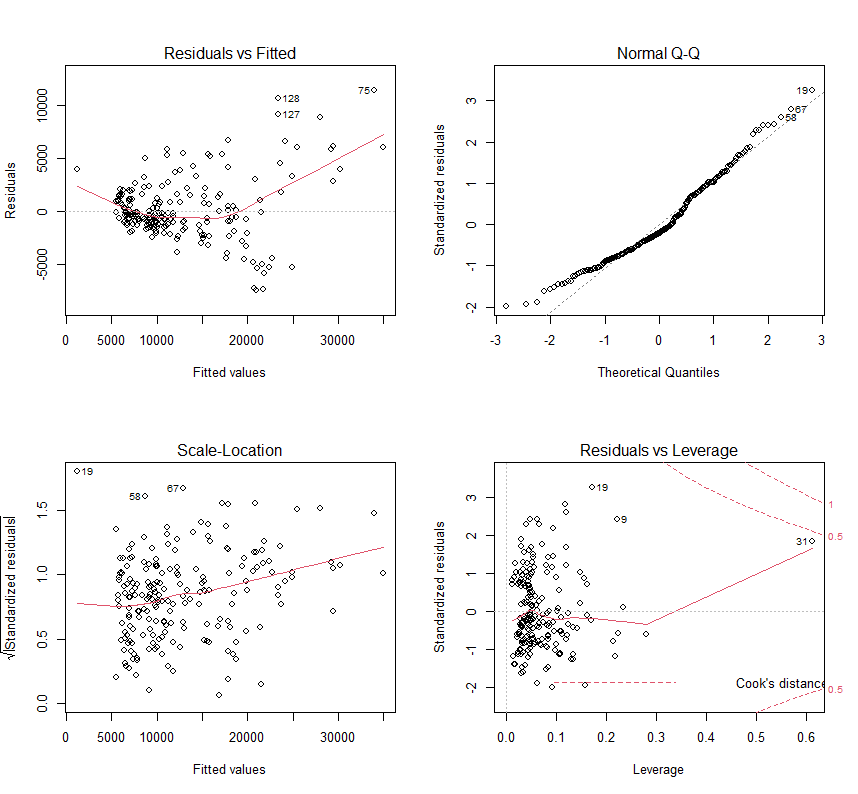 Residuals vs Fitted
Residuals
10000
5000
0
-5000
128
127
75
0 5000 10000 20000 30000
Fitted values
Normal Q-Q
Standardized residuals
3
2
1
0
-1
-2
19
67
58
-3 -2 -1 0 1 2 3
Theoretical Quantiles
Scale-Location
√|Standardized residuals|
1.5
1.0
0.5
0.0
19
58
67
0 5000 10000 20000 30000
Fitted values
Residuals vs Leverage
Standardized residuals
3
2
1
0
-1
-2
19
9
31
1
0.5
0.5
Cook's distance
0.0 0.1 0.2 0.3 0.4 0.5 0.6
Leverage